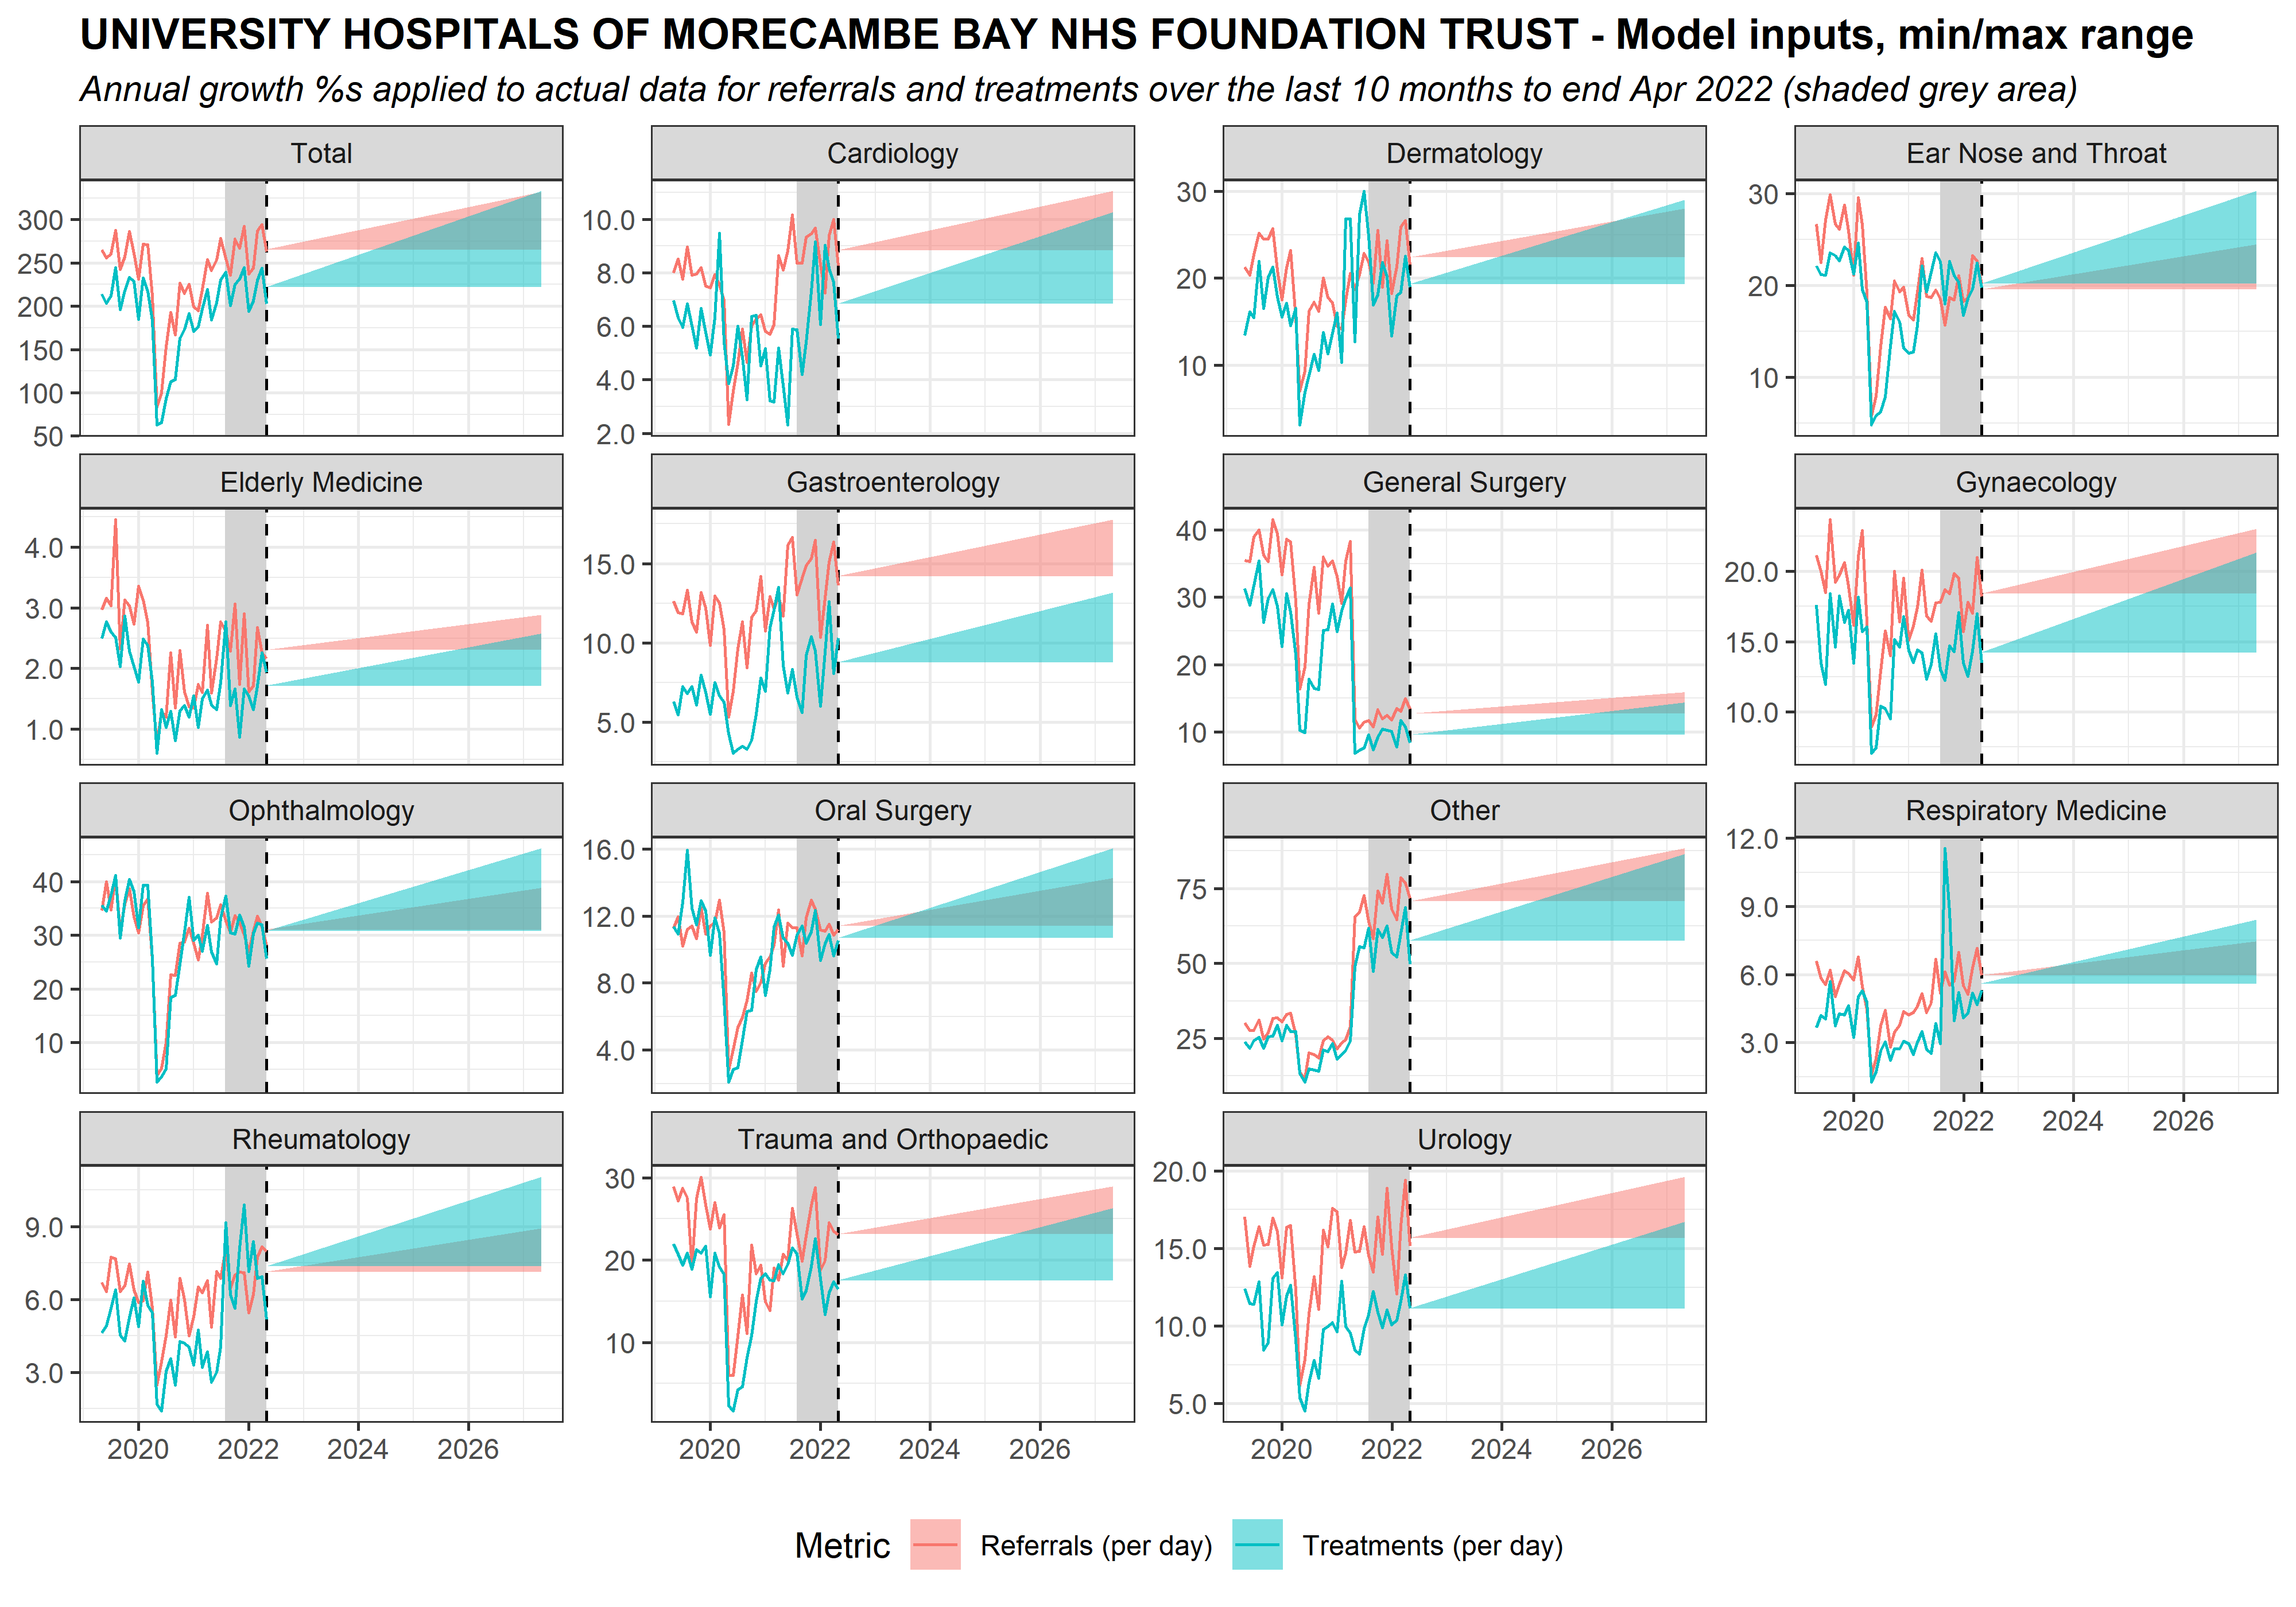 UNIVERSITY HOSPITALS OF MORECAMBE BAY NHS FOUNDATION TRUST - Model inputs, min/max range
Annual growth %s applied to actual data for referrals and treatments over the last 10 months to end Apr 2022 (shaded grey area)
Total
300
250
200
150
100
50
Cardiology
10.0
8.0
6.0
4.0
2.0
Dermatology
30
20
10
Ear Nose and Throat
30
20
10
Elderly Medicine
4.0
3.0
2.0
1.0
Gastroenterology
15.0
10.0
5.0
General Surgery
40
30
20
10
Gynaecology
20.0
15.0
10.0
Ophthalmology
40
30
20
10
Oral Surgery
16.0
12.0
8.0
4.0
Other
75
50
25
Respiratory Medicine
12.0
9.0
6.0
3.0
2020 2022 2024 2026
Rheumatology
9.0
6.0
3.0
2020 2022 2024 2026
Trauma and Orthopaedic
30
20
10
2020 2022 2024 2026
Urology
20.0
15.0
10.0
5.0
2020 2022 2024 2026
Metric Referrals (per day) Treatments (per day)